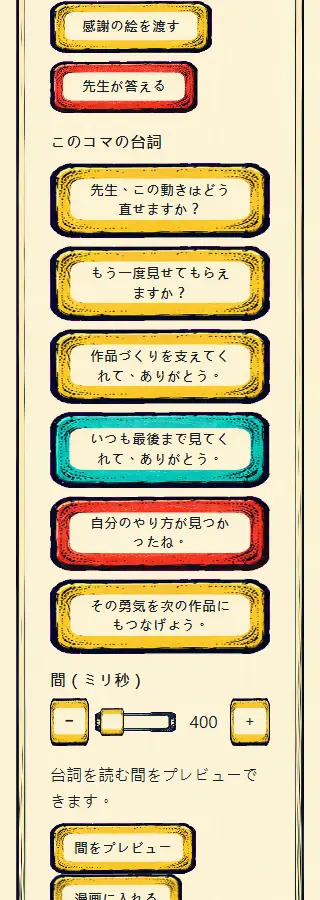 感謝の絵を渡す
先生が答える
このコマの台詞
先生、この動きはどう
直せますか？
もう一度見せてもらえ
ますか？
作品づくりを支えてく
れて、ありがとう。
いつも最後まで見てく
れて、ありがとう。
自分のやり方が見つか
ったね。
その勇気を次の作品に
もつなげよう。
間(ミリ秒)
− 400 +
台詞を読む間をプレビューで
きます。
間をプレビュー
漫画に入れる